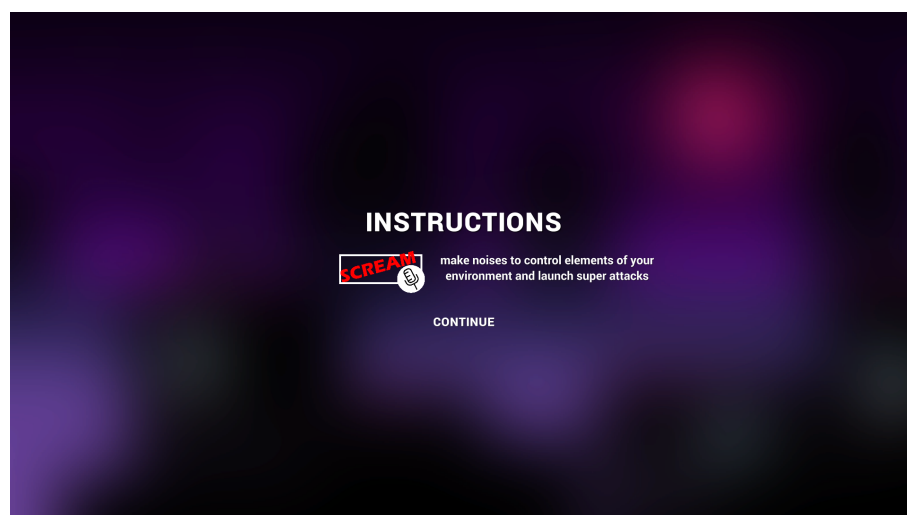 INSTRUCTIONS
SCREAM
make noises to control elements of your
environment and launch super attacks
CONTINUE